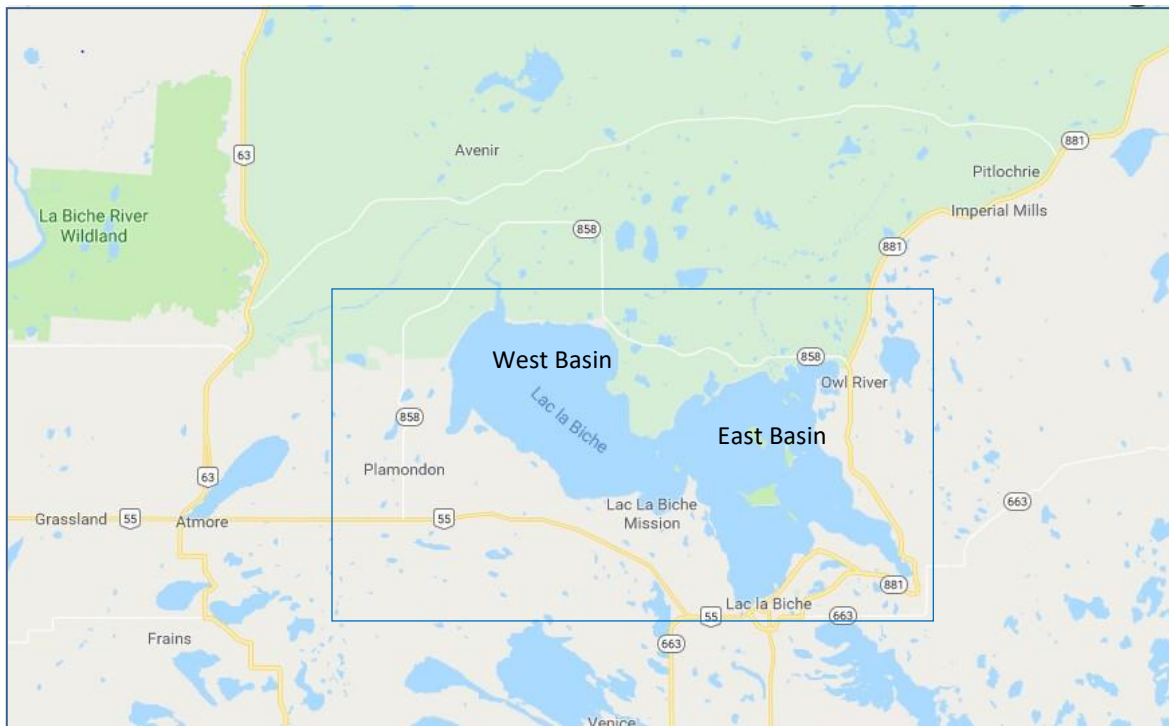 63
Avenir
881
Pitlochrie
La Biche River
Wildland
Imperial Mills
858
881
West Basin
858
Owl River
Lac la Biche
858
East Basin
Plamondon
63
Lac La Biche
Mission
663
Grassland
55
Atmore
55
881
Lac la Biche
55
663
Frains
663
Venice